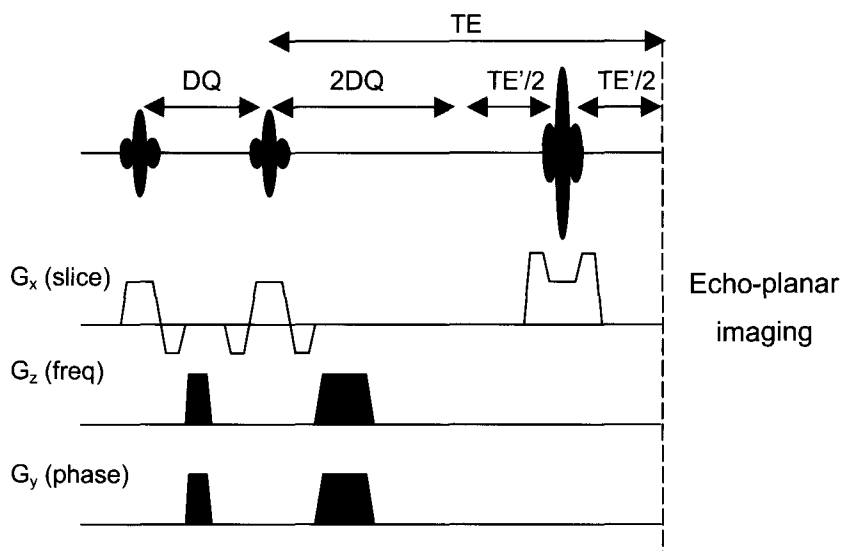 TE
DQ 2DQ TE'/2 TE'/2
Gx (slice)
Echo-planar
imaging
Gz (freq)
Gy (phase)